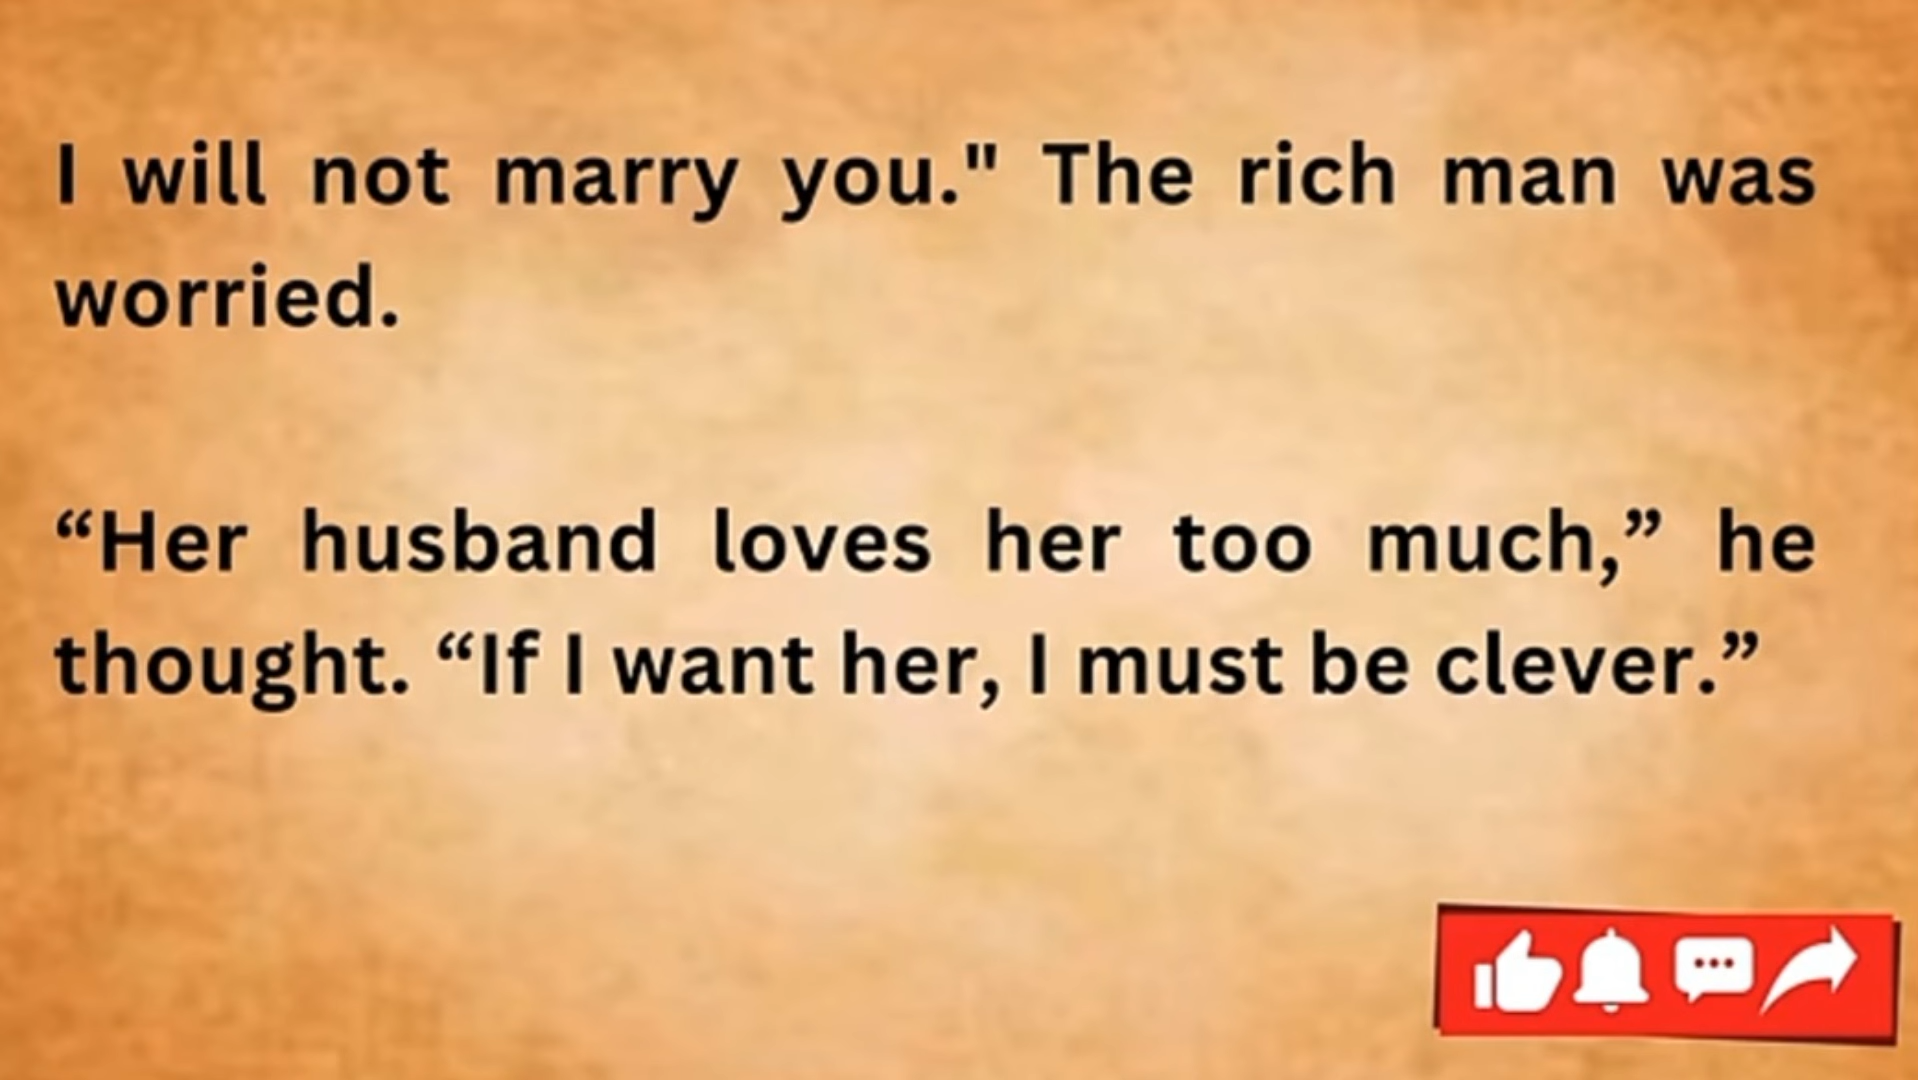 I will not marry you." The rich man was
worried.
“Her husband loves her too much,” he
thought. “If I want her, I must be clever.”